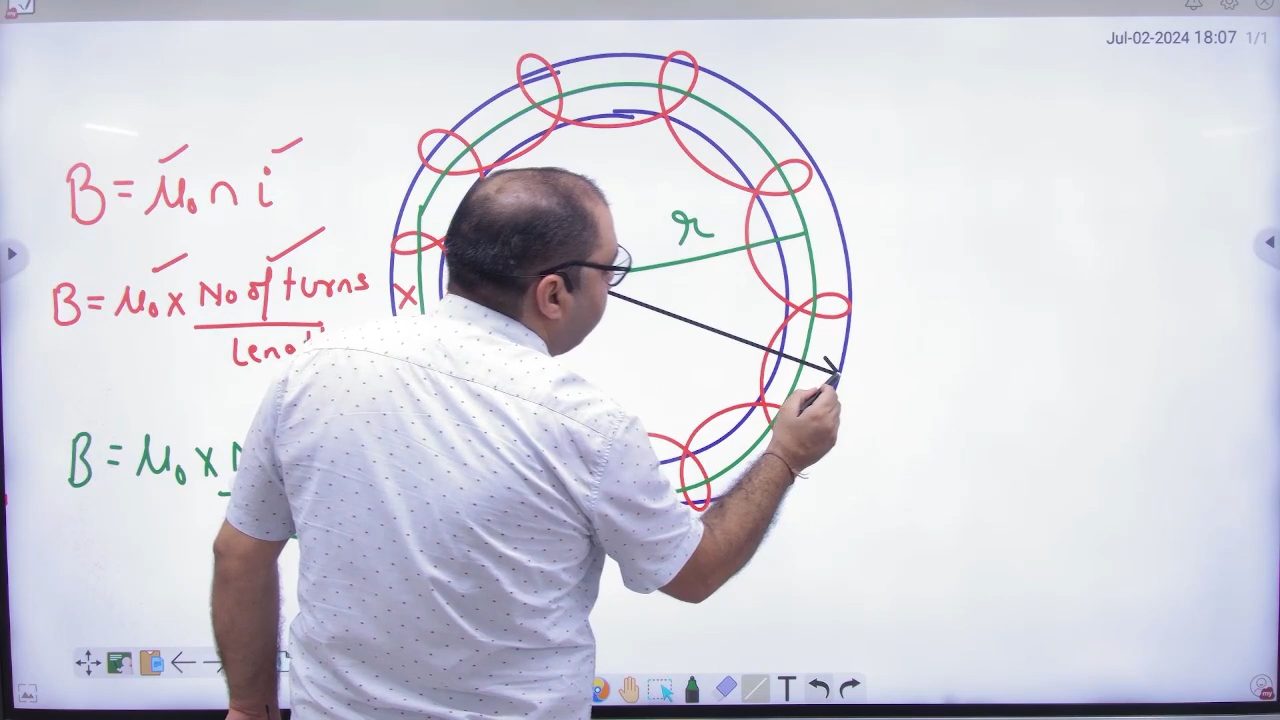 Jul-02-2024 18:07 1/1
B = μ₀ n i
r
B = μ₀ x No of turns
x
B = μ₀ x
T